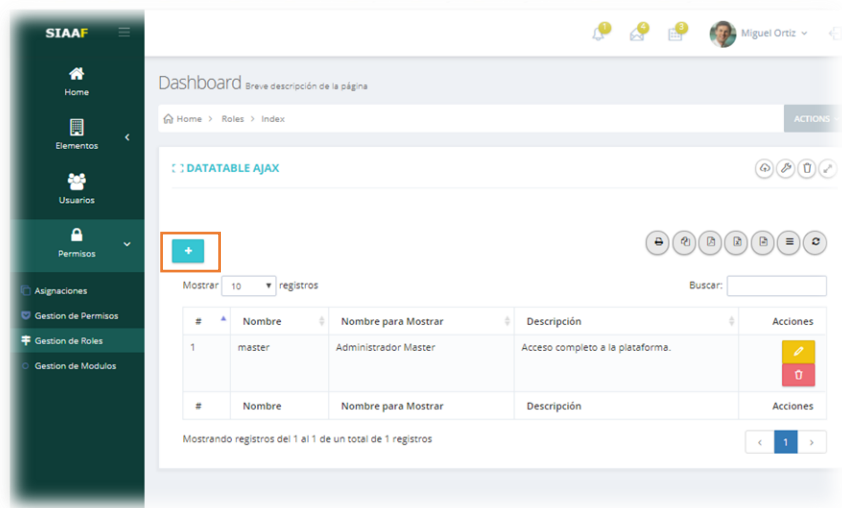 SIAAF
1
4
3
Miguel Ortiz
Home
Elementos
Usuarios
Permisos
Asignaciones
Gestion de Permisos
Gestion de Roles
Gestion de Modulos
Dashboard Breve descripción de la página
Home > Roles > Index
ACTIONS
DATATABLE AJAX
+
Mostrar 10 registros
Buscar:
# Nombre Nombre para Mostrar Descripción Acciones
1 master Administrador Master Acceso completo a la plataforma.
# Nombre Nombre para Mostrar Descripción Acciones
Mostrando registros del 1 al 1 de un total de 1 registros
< 1 >